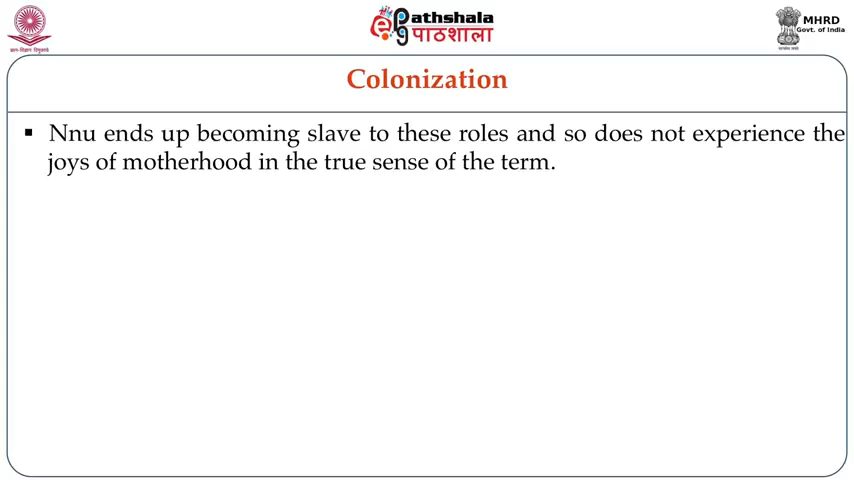 ePathshala
पाठशाला
MHRD
Govt. of India
Colonization
▪ Nnu ends up becoming slave to these roles and so does not experience the
joys of motherhood in the true sense of the term.